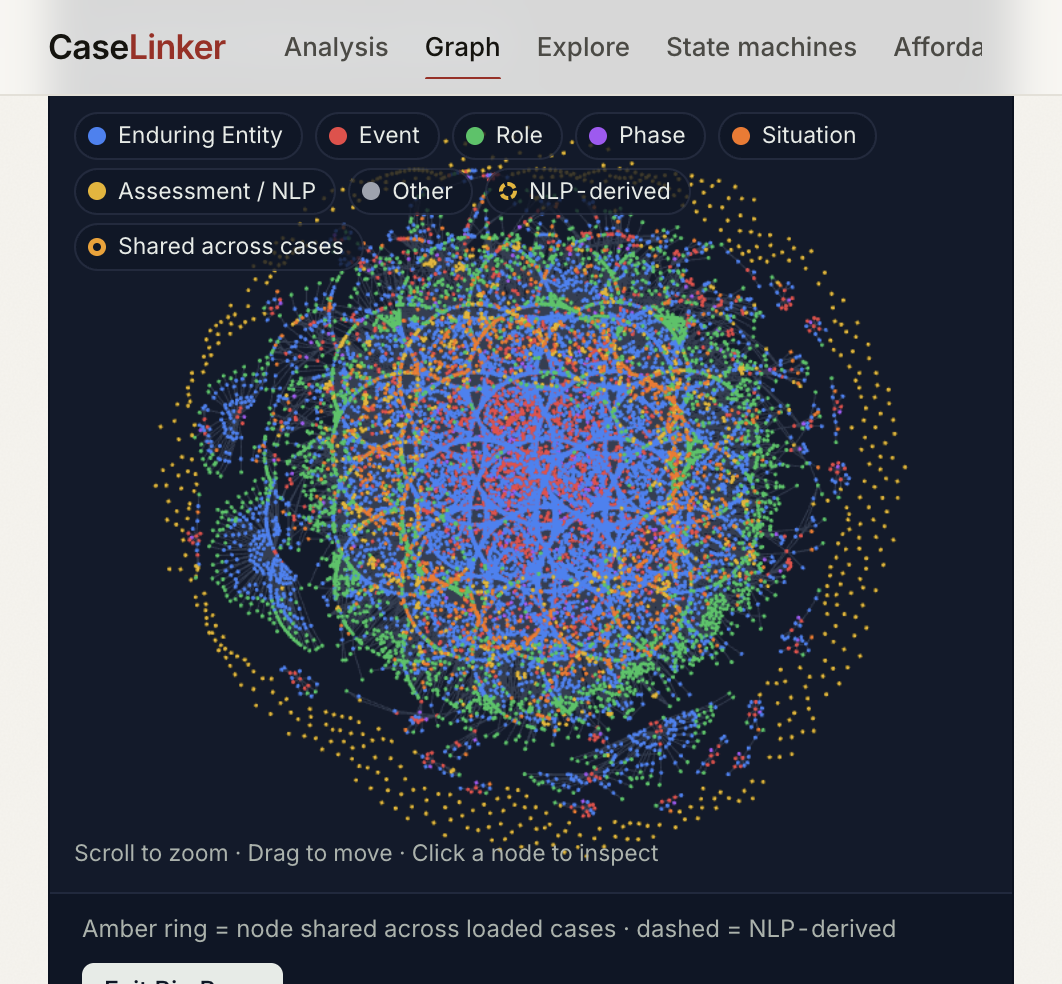 CaseLinker Analysis Graph Explore State machines Afforda
Enduring Entity Event Role Phase Situation
Assessment / NLP Other NLP-derived
Shared across cases
Scroll to zoom · Drag to move · Click a node to inspect
Amber ring = node shared across loaded cases · dashed = NLP-derived